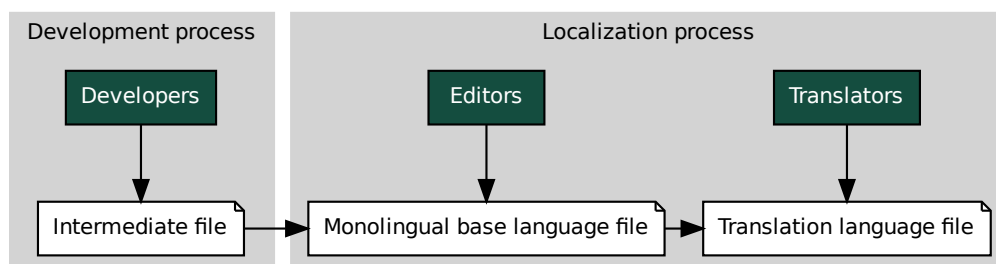 Development process
Localization process
Developers
Editors
Translators
Intermediate file
Monolingual base language file
Translation language file